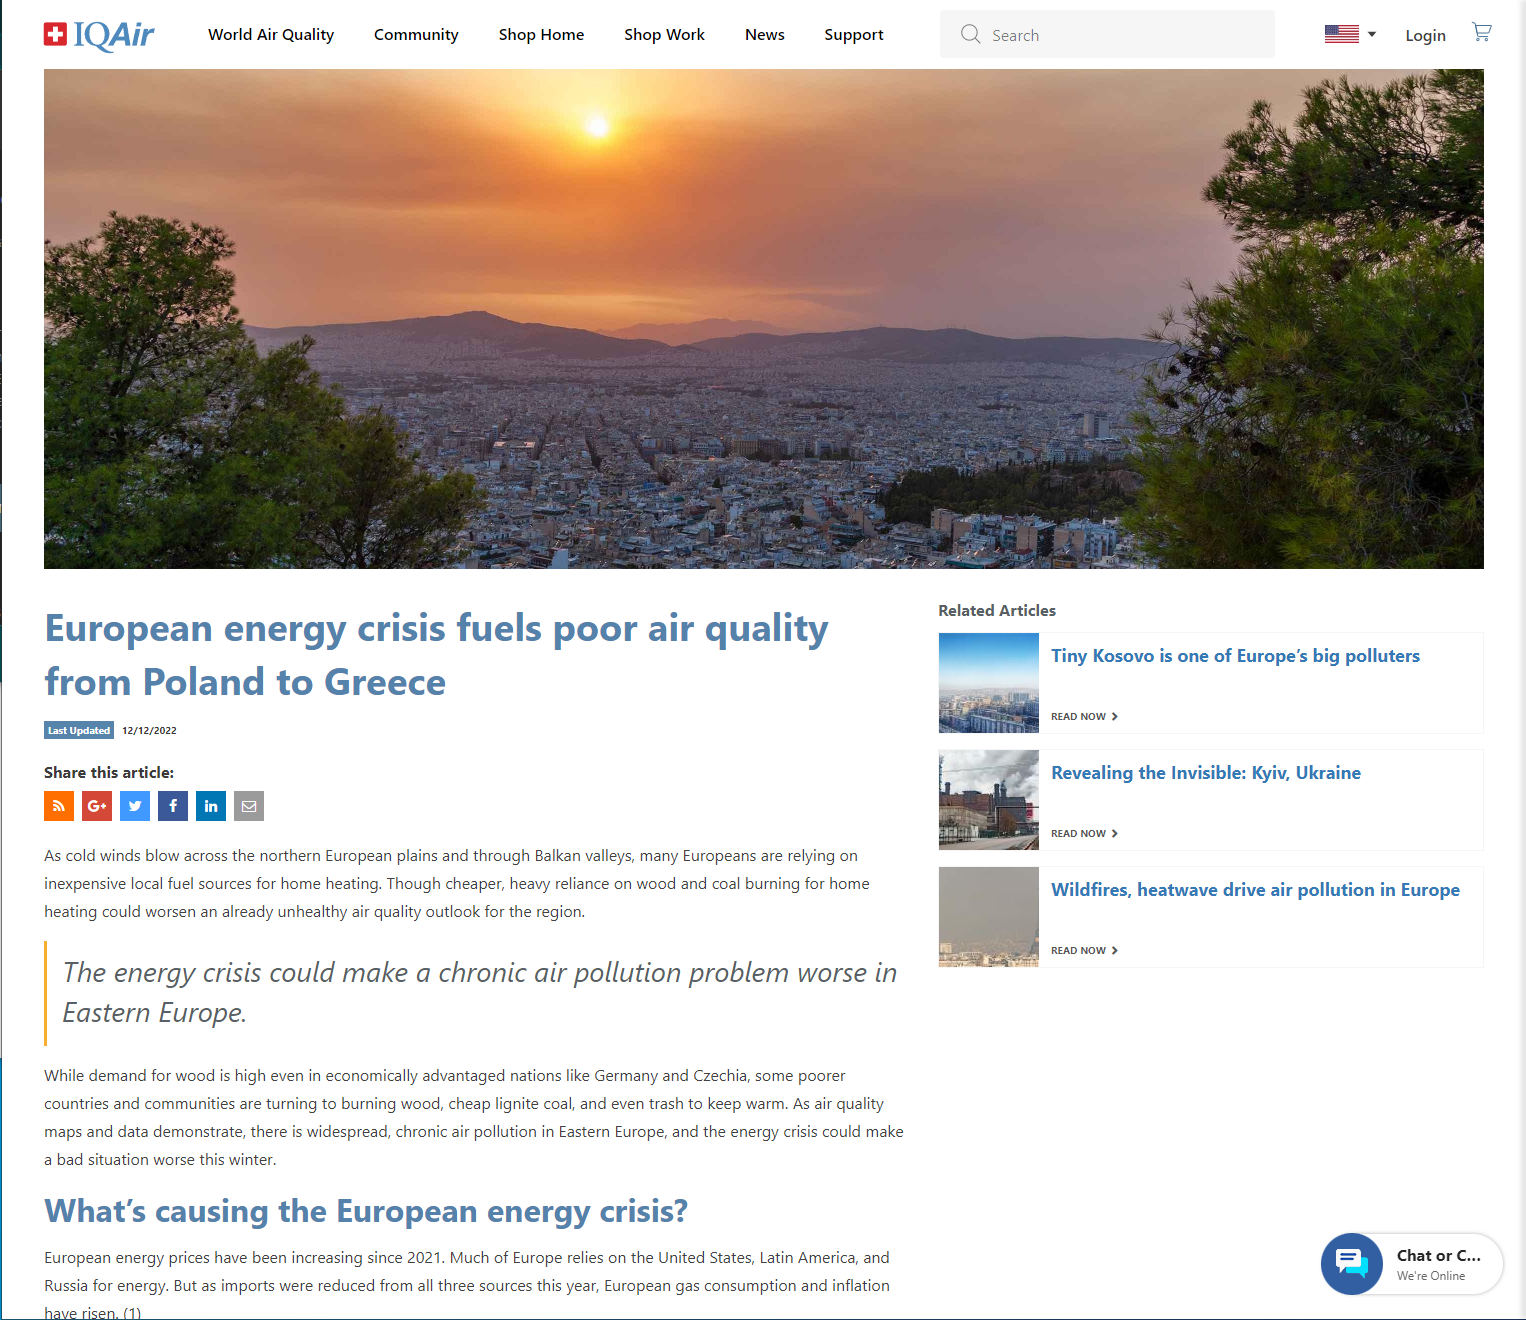 IQAir
World Air Quality
Community
Shop Home
Shop Work
News
Support
Search
Login
European energy crisis fuels poor air quality
from Poland to Greece
Last Updated 12/12/2022
Share this article:
G+ f in
As cold winds blow across the northern European plains and through Balkan valleys, many Europeans are relying on
inexpensive local fuel sources for home heating. Though cheaper, heavy reliance on wood and coal burning for home
heating could worsen an already unhealthy air quality outlook for the region.
The energy crisis could make a chronic air pollution problem worse in
Eastern Europe.
While demand for wood is high even in economically advantaged nations like Germany and Czechia, some poorer
countries and communities are turning to burning wood, cheap lignite coal, and even trash to keep warm. As air quality
maps and data demonstrate, there is widespread, chronic air pollution in Eastern Europe, and the energy crisis could make
a bad situation worse this winter.
What’s causing the European energy crisis?
European energy prices have been increasing since 2021. Much of Europe relies on the United States, Latin America, and
Russia for energy. But as imports were reduced from all three sources this year, European gas consumption and inflation
have risen. (1)
Related Articles
Tiny Kosovo is one of Europe’s big polluters
READ NOW
Revealing the Invisible: Kyiv, Ukraine
READ NOW
Wildfires, heatwave drive air pollution in Europe
READ NOW
Chat or C...
We're Online